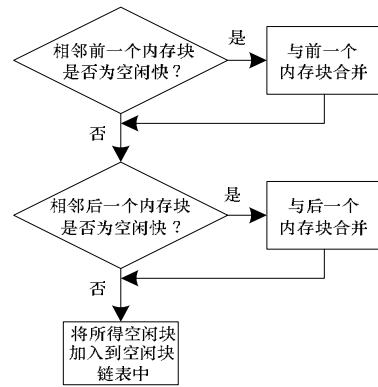 相邻前一个内存块
是否为空闲快？
是
与前一个
内存块合并
否
相邻后一个内存块
是否为空闲快？
是
与后一个
内存块合并
否
将所得空闲块
加入到空闲块
链表中